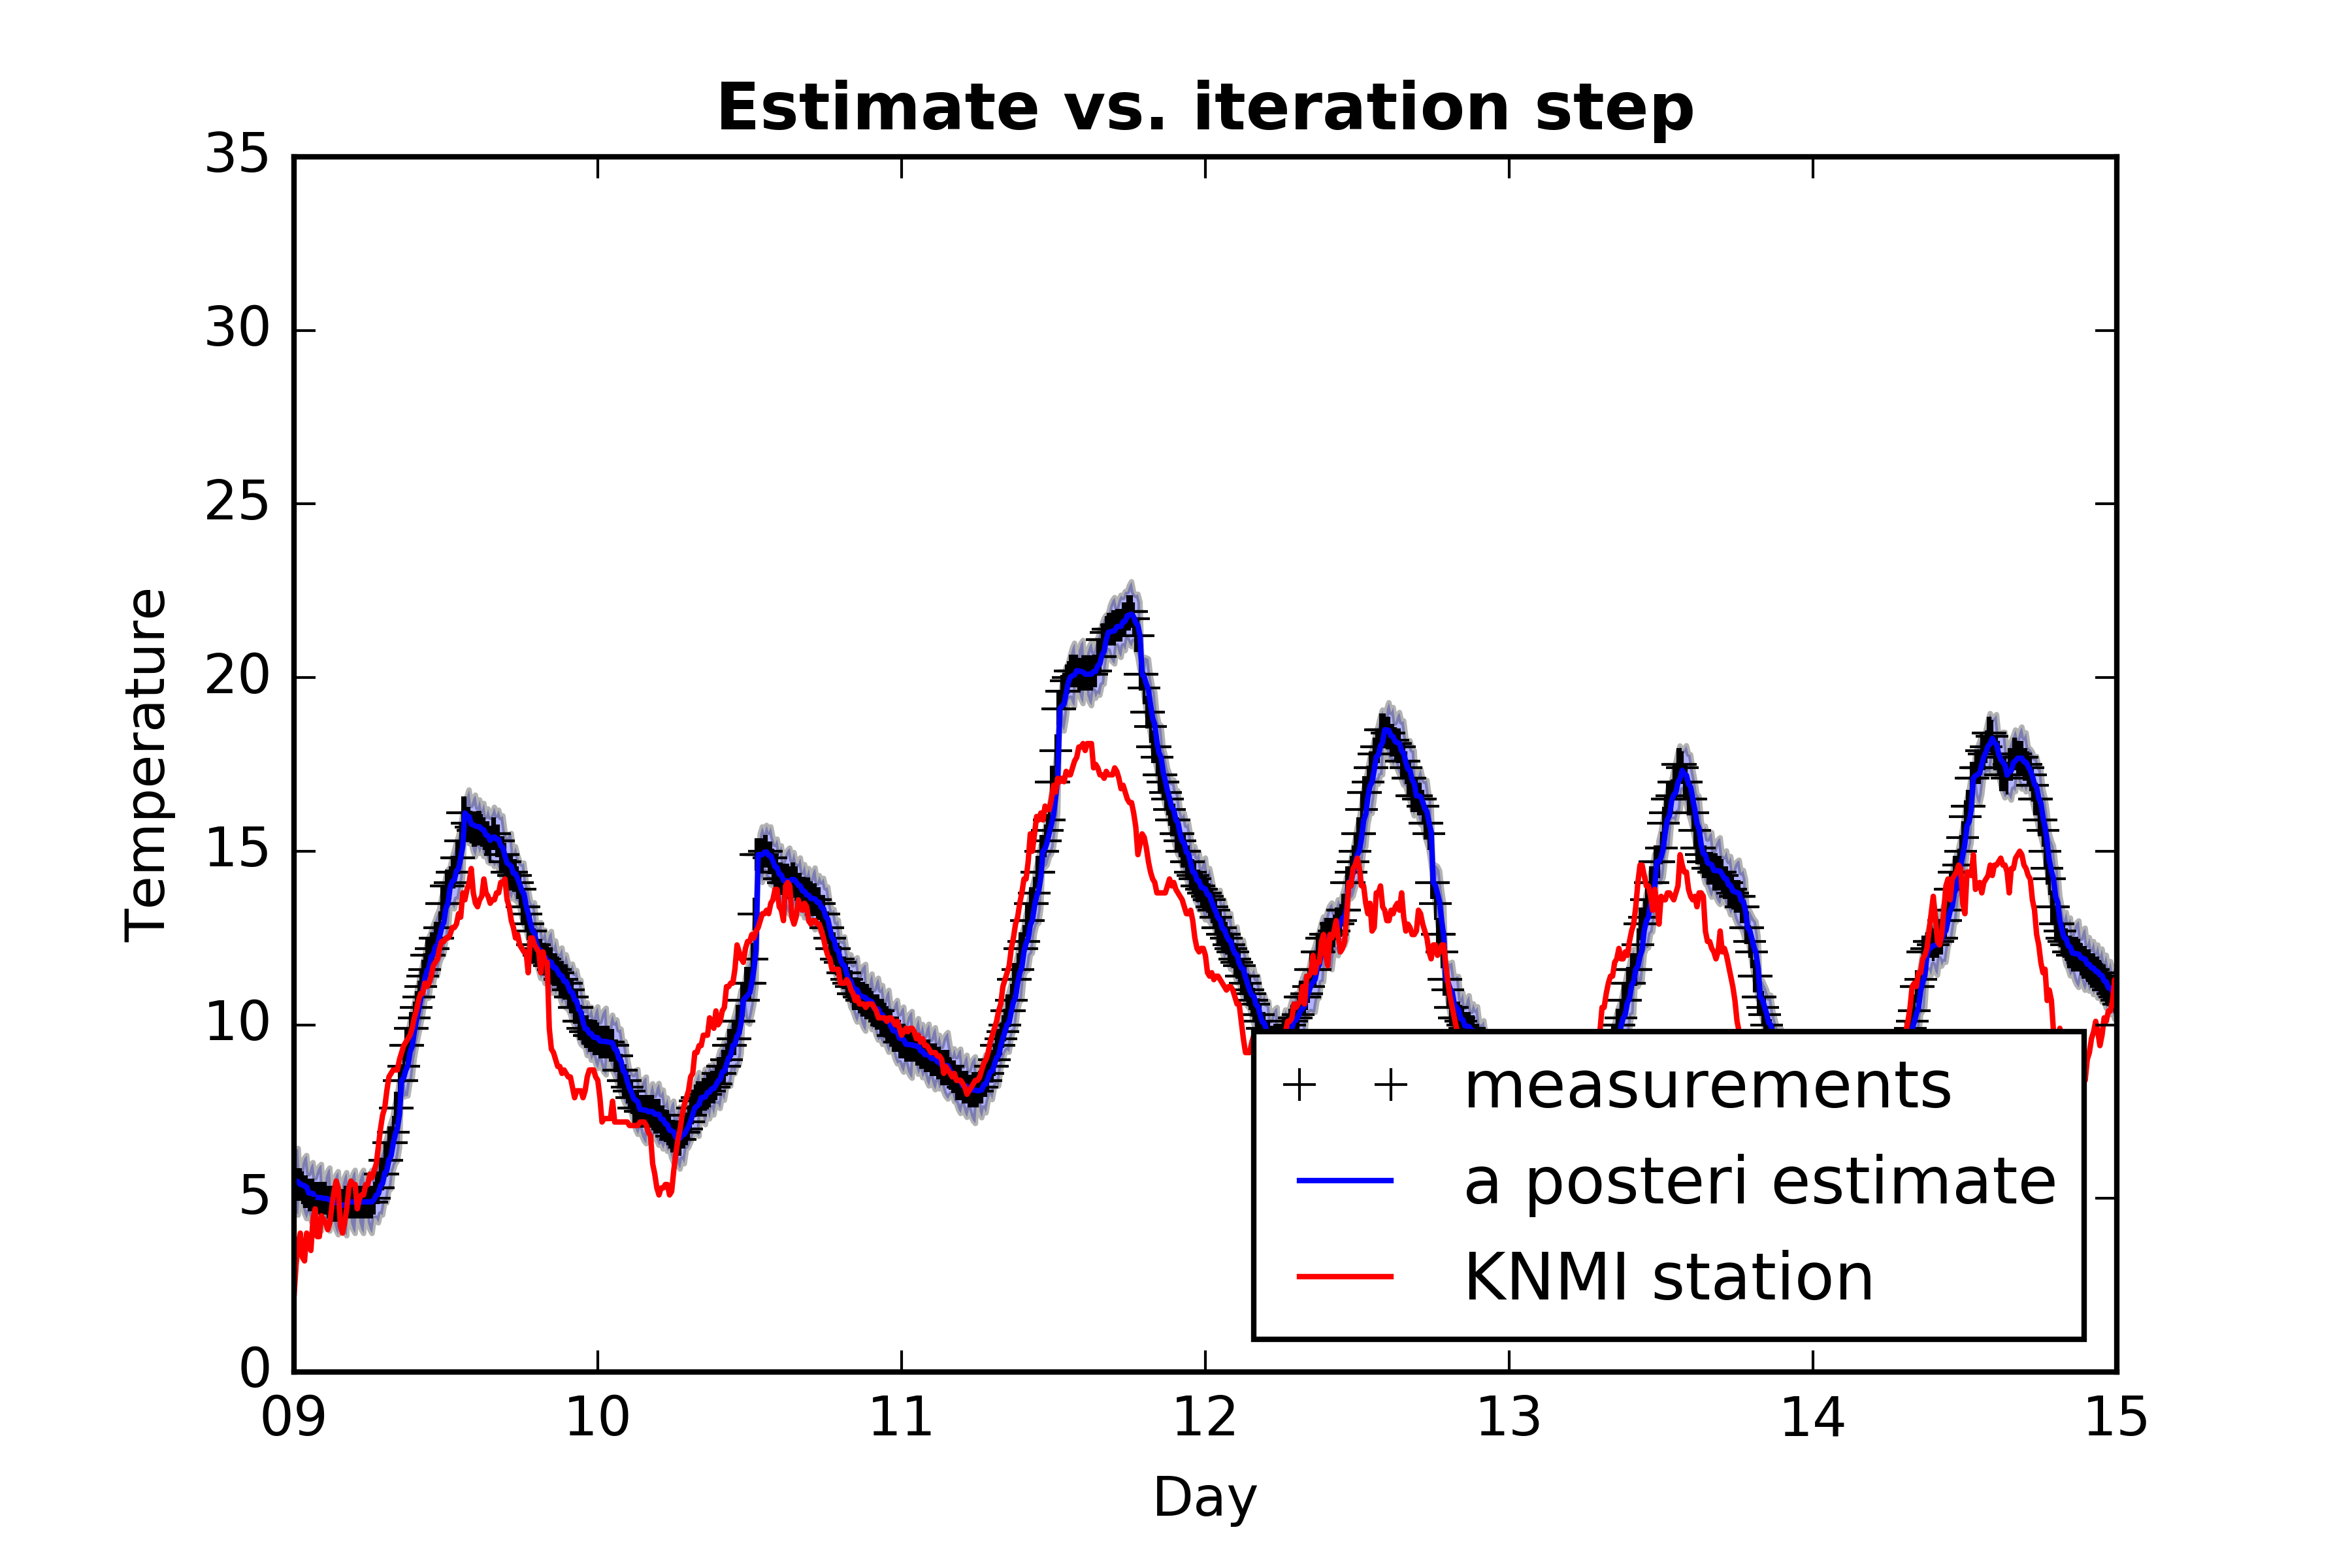 Estimate vs. iteration step
35
30
25
20
15
10
5
0
Temperature
09 10 11 12 13 14 15
Day
measurements
a posteri estimate
KNMI station